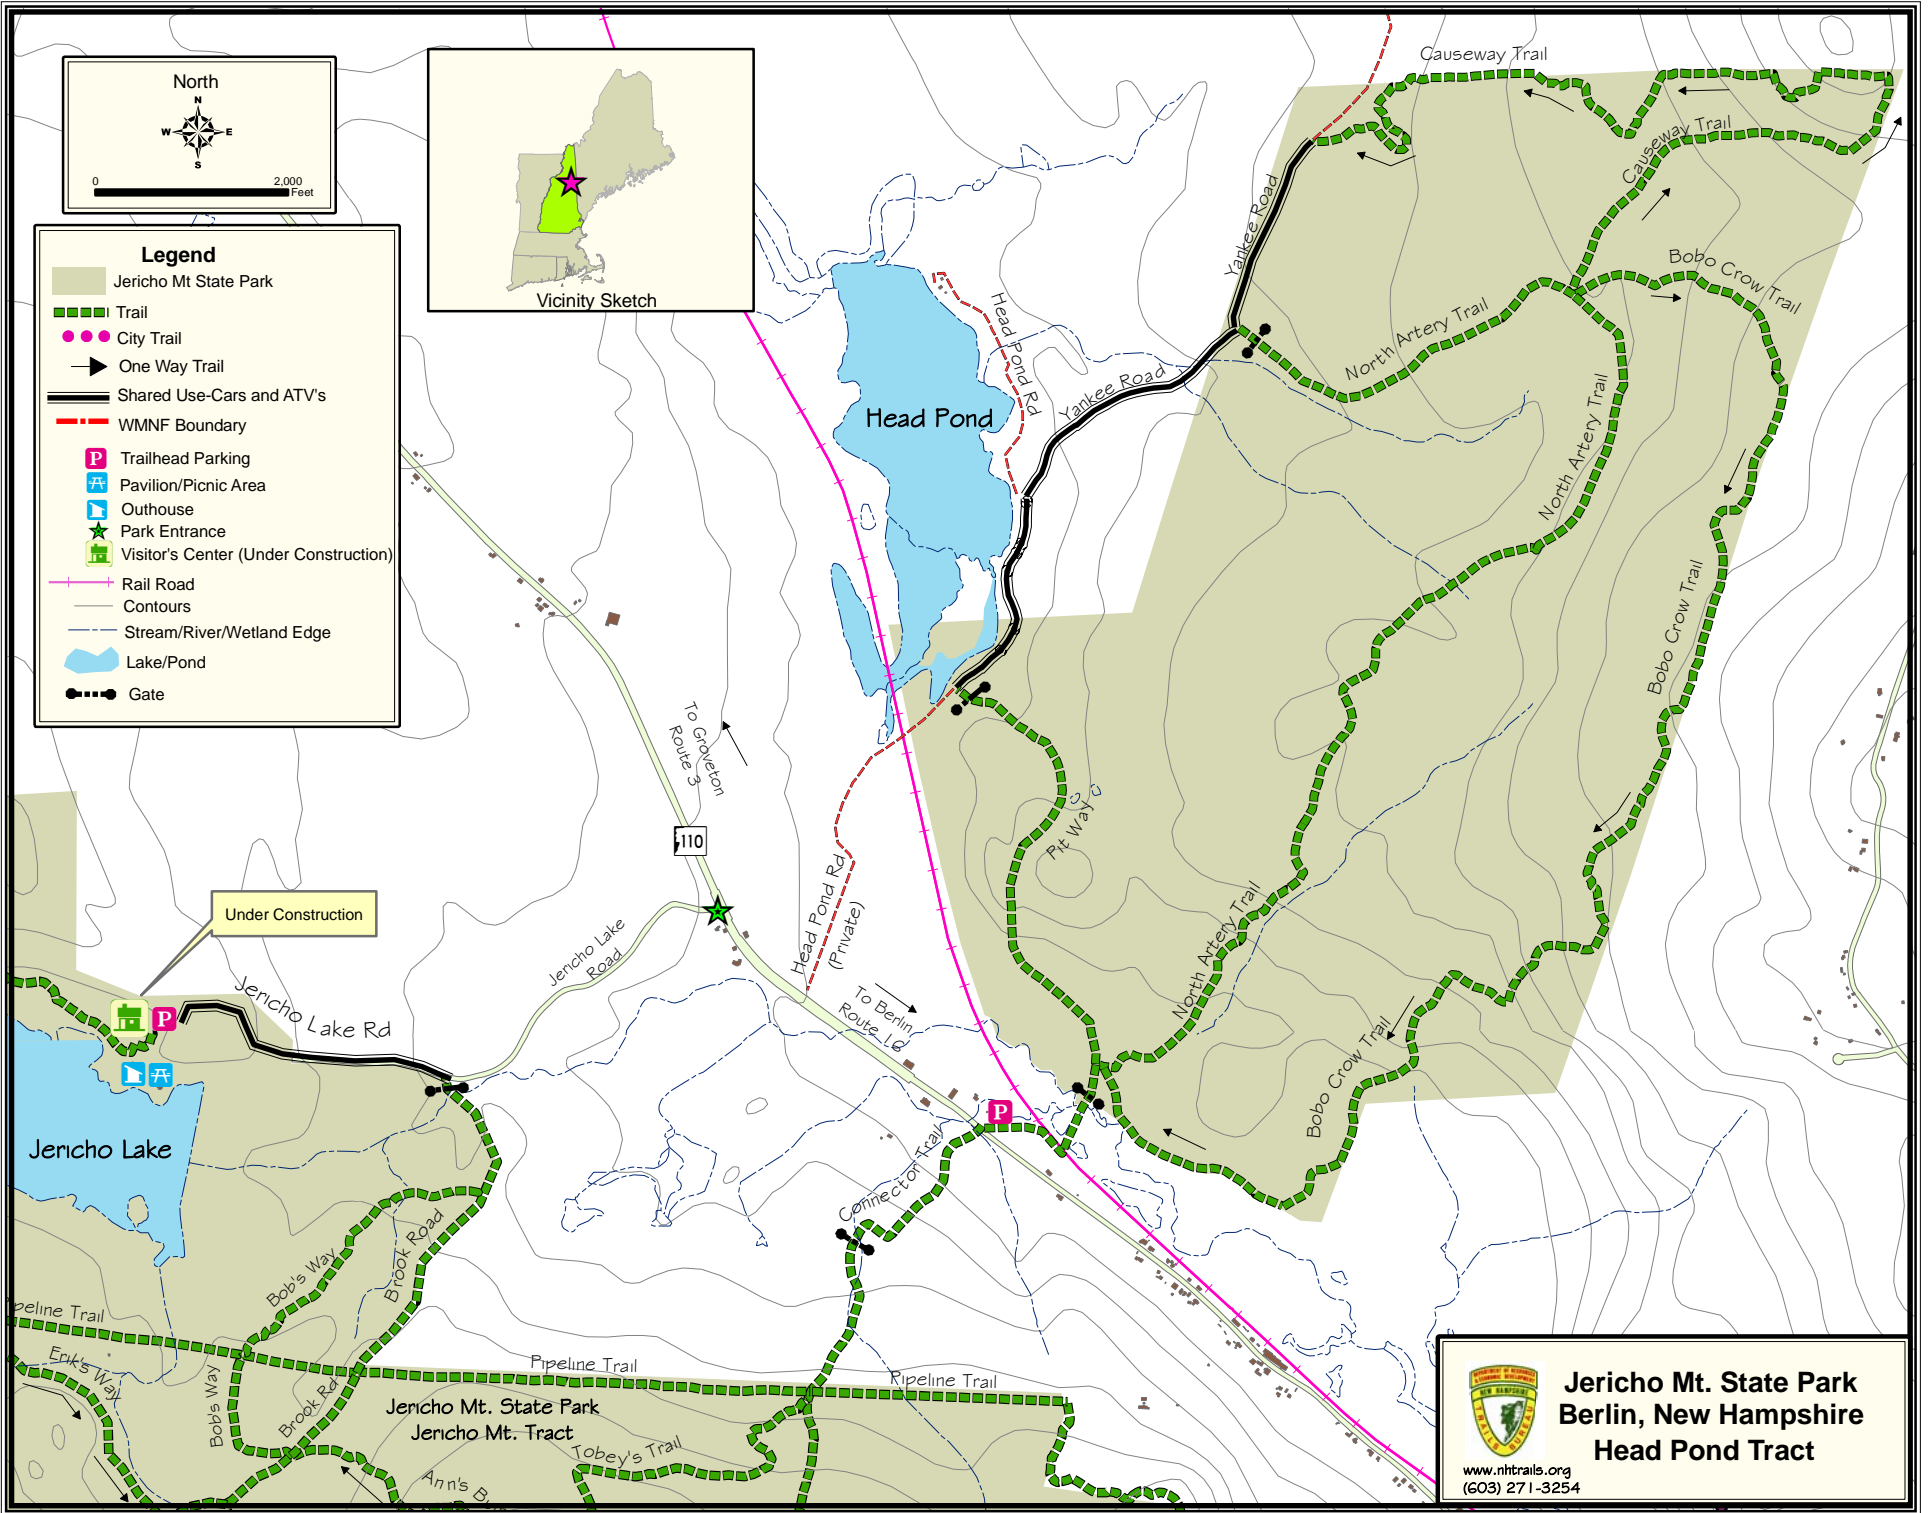 North
N
W
E
S
0
2,000
Feet
Legend
Jericho Mt State Park
Trail
City Trail
One Way Trail
Shared Use-Cars and ATV's
WMNF Boundary
P Trailhead Parking
Pavilion/Picnic Area
Outhouse
Park Entrance
Visitor's Center (Under Construction)
Rail Road
Contours
Stream/River/Wetland Edge
Lake/Pond
Gate
Vicinity Sketch
Causeway Trail
Causeway Trail
Yankee Road
Bobo Crow Trail
North Artery Trail
Head Pond Rd
Yankee Road
Head Pond
North Artery Trail
Bobo Crow Trail
To Groveton
Route 3
110
Pit Way
Head Pond Rd
(Private)
North Artery Trail
Under Construction
Jericho Lake
Road
Jericho Lake Rd
P
To Berlin
Route 16
Bobo Crow Trail
P
Jericho Lake
Connector Trail
Bob's Way
Brook Road
peline Trail
Erik's Way
Bob's Way
Brook Rd
Pipeline Trail
Pipeline Trail
Jericho Mt. State Park
Jericho Mt. Tract
Tobey's Trail
Ann's
NEW HAMPSHIRE
TRAILS BUREAU
Jericho Mt. State Park
Berlin, New Hampshire
Head Pond Tract
www.nhtrails.org
(603) 271-3254